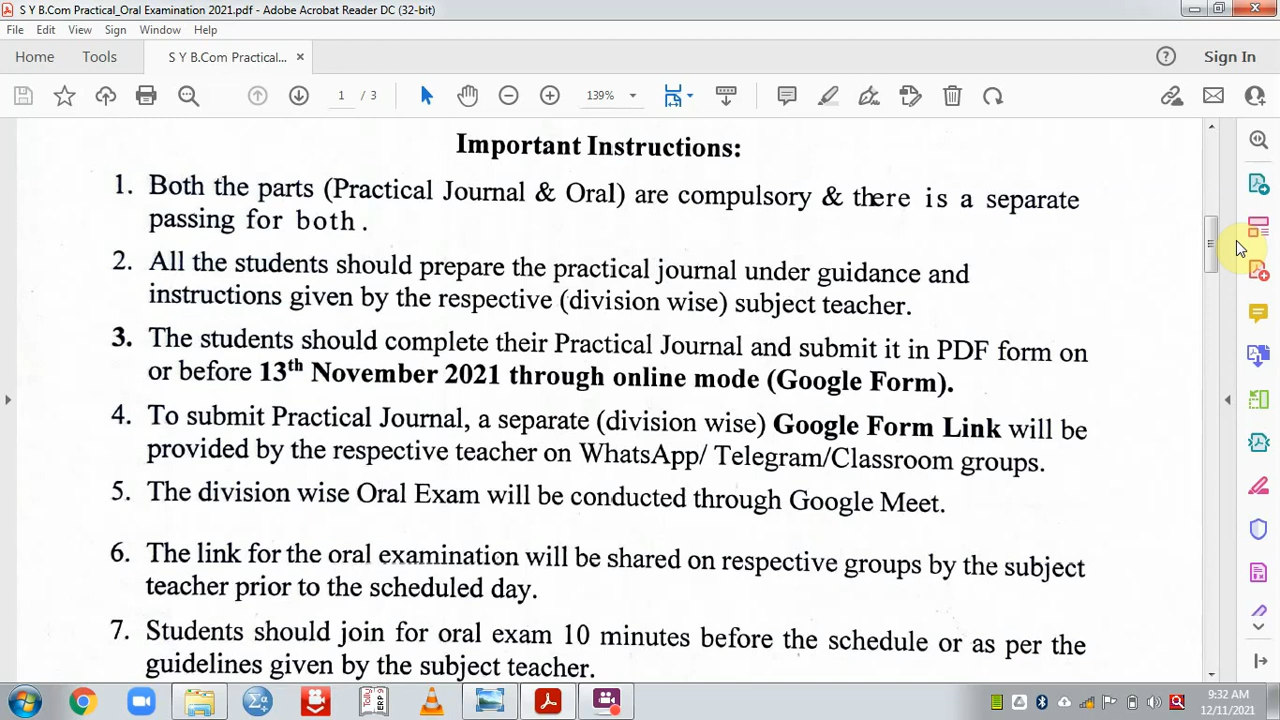 S Y B.Com Practical_Oral Examination 2021.pdf - Adobe Acrobat Reader DC (32-bit)
File Edit View Sign Window Help
Home Tools S Y B.Com Practical... × Sign In
1 / 3 139%
Important Instructions:
1. Both the parts (Practical Journal & Oral) are compulsory & there is a separate
passing for both.
2. All the students should prepare the practical journal under guidance and
instructions given by the respective (division wise) subject teacher.
3. The students should complete their Practical Journal and submit it in PDF form on
or before 13th November 2021 through online mode (Google Form).
4. To submit Practical Journal, a separate (division wise) Google Form Link will be
provided by the respective teacher on WhatsApp/ Telegram/Classroom groups.
5. The division wise Oral Exam will be conducted through Google Meet.
6. The link for the oral examination will be shared on respective groups by the subject
teacher prior to the scheduled day.
7. Students should join for oral exam 10 minutes before the schedule or as per the
guidelines given by the subject teacher.
9:32 AM
12/11/2021